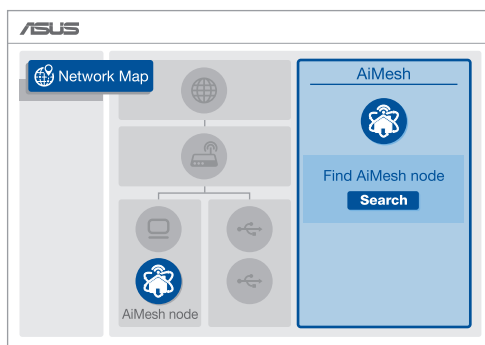 ASUS
Network Map
AiMesh
Find AiMesh node
Search
AiMesh node